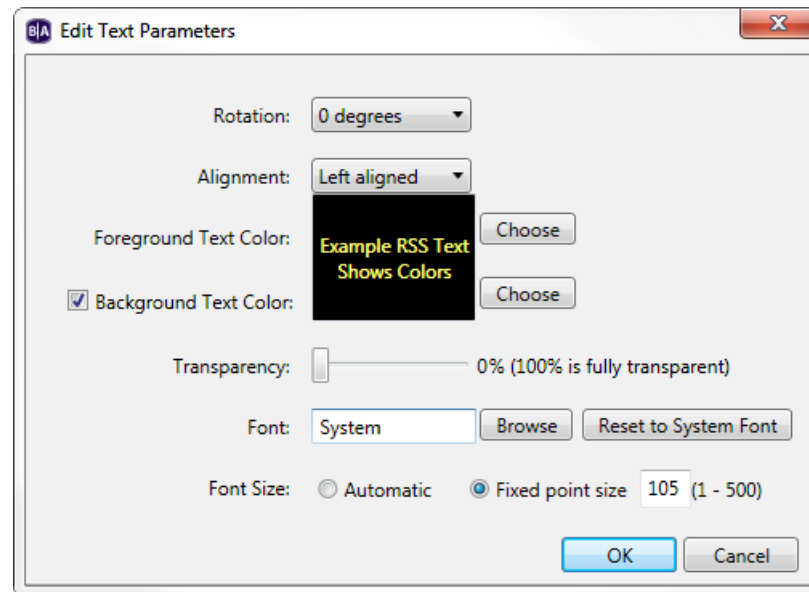 B|A Edit Text Parameters
Rotation: 0 degrees
Alignment: Left aligned
Foreground Text Color: Choose
Example RSS Text
Shows Colors
Background Text Color: Choose
Transparency: 0% (100% is fully transparent)
Font: System Browse Reset to System Font
Font Size: Automatic Fixed point size 105 (1 - 500)
OK Cancel